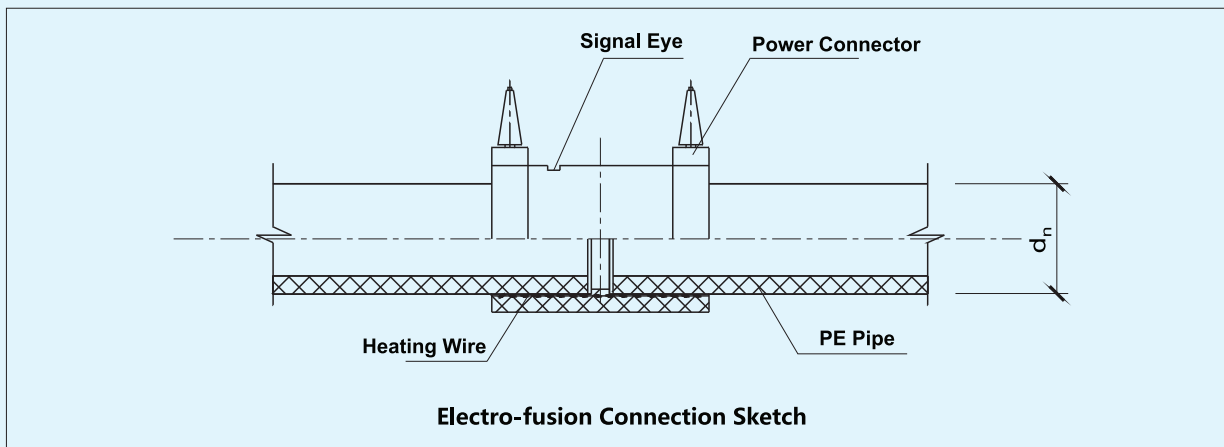 Signal Eye
Power Connector
dn
Heating Wire
PE Pipe
Electro-fusion Connection Sketch